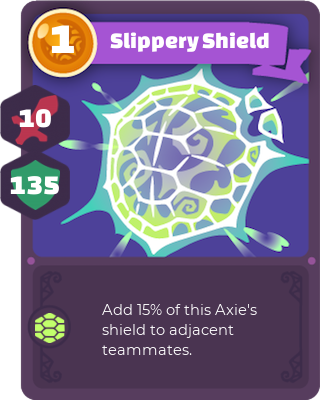 1
Slippery Shield
10
135
Add 15% of this Axie's
shield to adjacent
teammates.